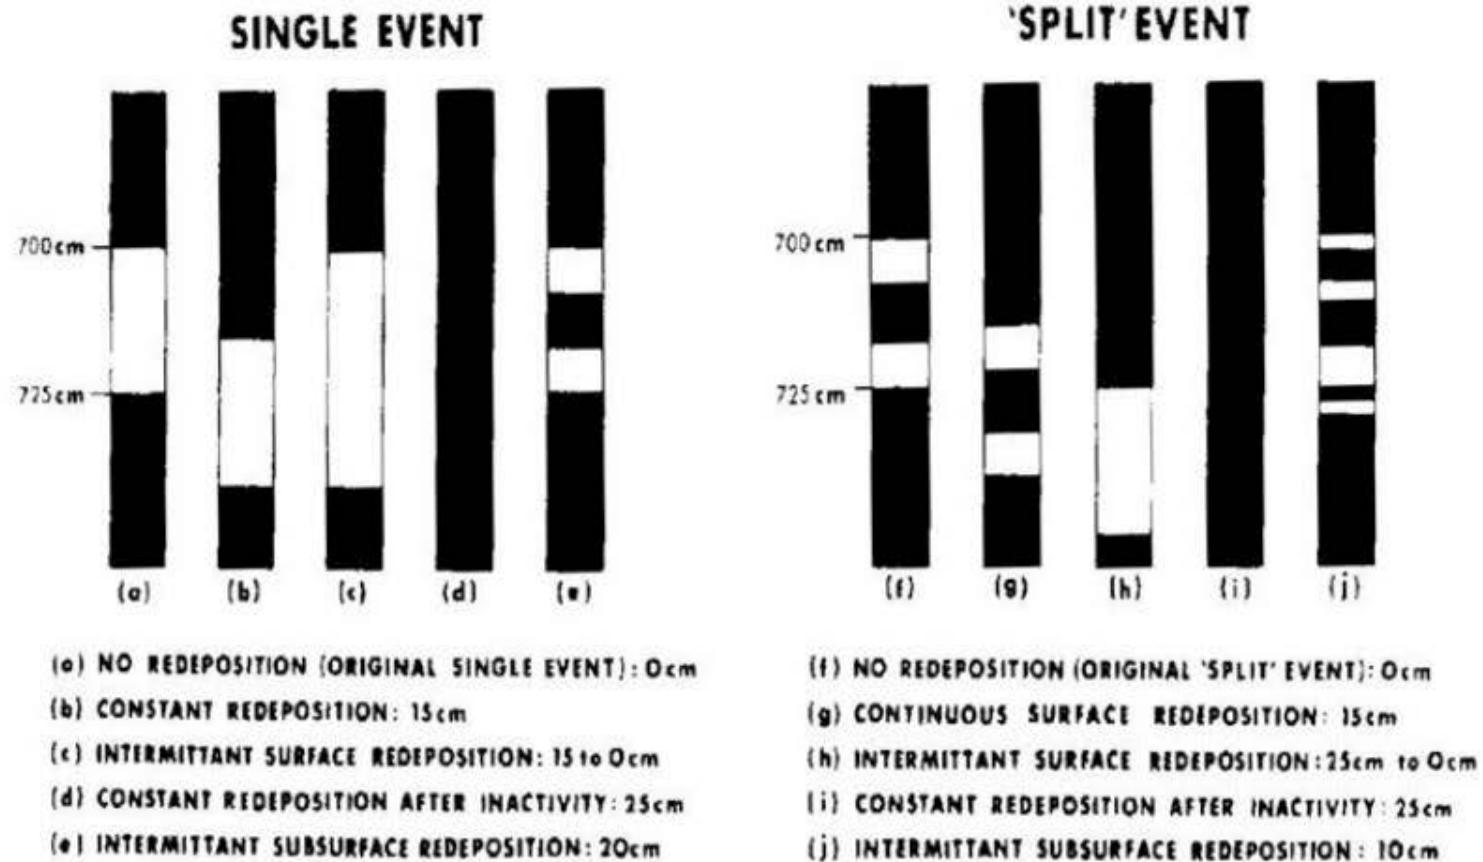 SINGLE EVENT
'SPLIT' EVENT
700cm
725cm
(a) (b) (c) (d) (e)
700cm
725cm
(f) (g) (h) (i) (j)
(a) NO REDEPOSITION (ORIGINAL SINGLE EVENT): 0cm
(b) CONSTANT REDEPOSITION: 15cm
(c) INTERMITTANT SURFACE REDEPOSITION: 15 to 0cm
(d) CONSTANT REDEPOSITION AFTER INACTIVITY: 25cm
(e) INTERMITTANT SUBSURFACE REDEPOSITION: 20cm
(f) NO REDEPOSITION (ORIGINAL 'SPLIT' EVENT): 0cm
(g) CONTINUOUS SURFACE REDEPOSITION: 15cm
(h) INTERMITTANT SURFACE REDEPOSITION: 25cm to 0cm
(i) CONSTANT REDEPOSITION AFTER INACTIVITY: 25cm
(j) INTERMITTANT SUBSURFACE REDEPOSITION: 10cm